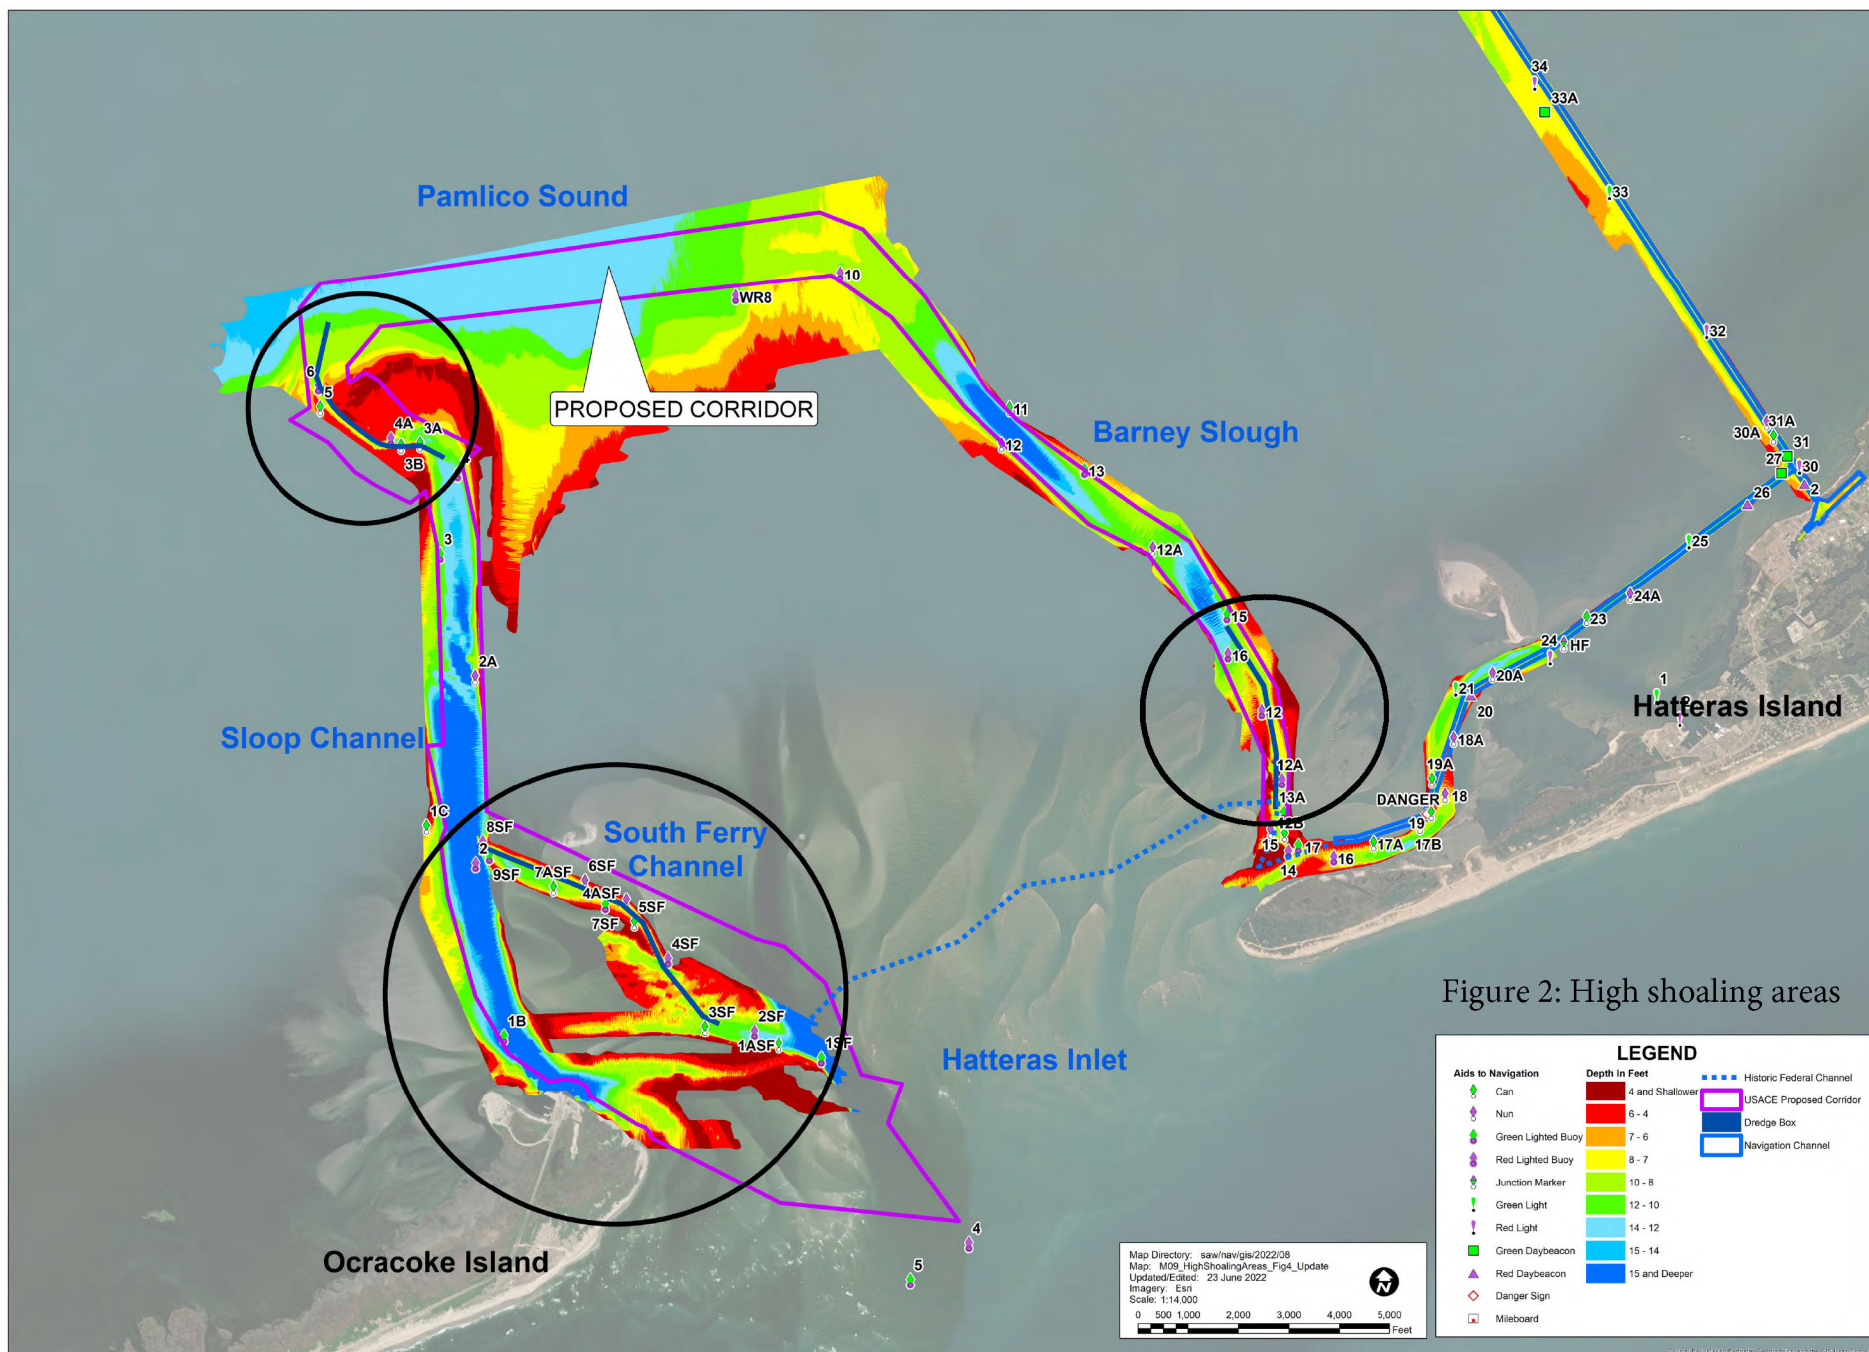 34
33A
33
Pamlico Sound
10
WR8
32
6
5
PROPOSED CORRIDOR
11
4A
3A
3B
12
Barney Slough
13
31A
30A
31
27
30
2
26
3
12A
25
24A
15
23
16
24
HF
2A
20A
1
21
Hatteras Island
20
12
Sloop Channel
18A
12A
19A
13A
DANGER
18
1C
8SF
South Ferry
Channel
12B
19
2
15
17
17A
17B
6SF
16
9SF
7ASF
14
4ASF
5SF
7SF
4SF
Figure 2: High shoaling areas
3SF
2SF
1B
1ASF
1SF
Hatteras Inlet
4
Ocracoke Island
5
Map Directory: saw/nav/gis/2022/08
Map: M09_HighShoalingAreas_Fig4_Update
Updated/Edited: 23 June 2022
Imagery: Esri
Scale: 1:14,000
N
0 500 1,000 2,000 3,000 4,000 5,000
Feet
LEGEND
Aids to Navigation
Can
Nun
Green Lighted Buoy
Red Lighted Buoy
Junction Marker
Green Light
Red Light
Green Daybeacon
Red Daybeacon
Danger Sign
Mileboard
Depth In Feet
4 and Shallower
6 - 4
7 - 6
8 - 7
10 - 8
12 - 10
14 - 12
15 - 14
15 and Deeper
Historic Federal Channel
USACE Proposed Corridor
Dredge Box
Navigation Channel